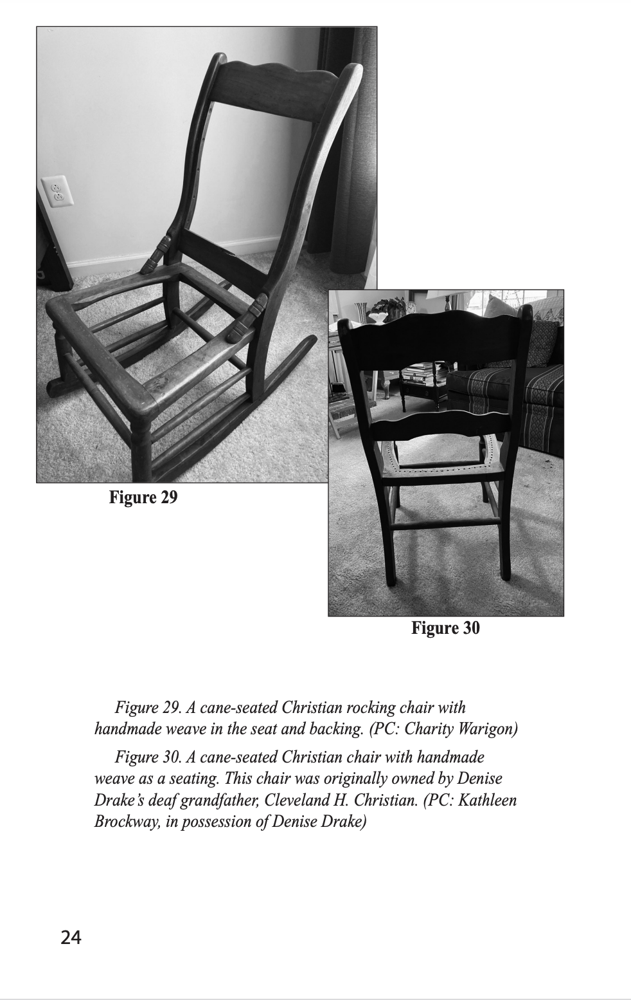 Figure 29
Figure 30
Figure 29. A cane-seated Christian rocking chair with
handmade weave in the seat and backing. (PC: Charity Warigon)
Figure 30. A cane-seated Christian chair with handmade
weave as a seating. This chair was originally owned by Denise
Drake’s deaf grandfather, Cleveland H. Christian. (PC: Kathleen
Brockway, in possession of Denise Drake)
24